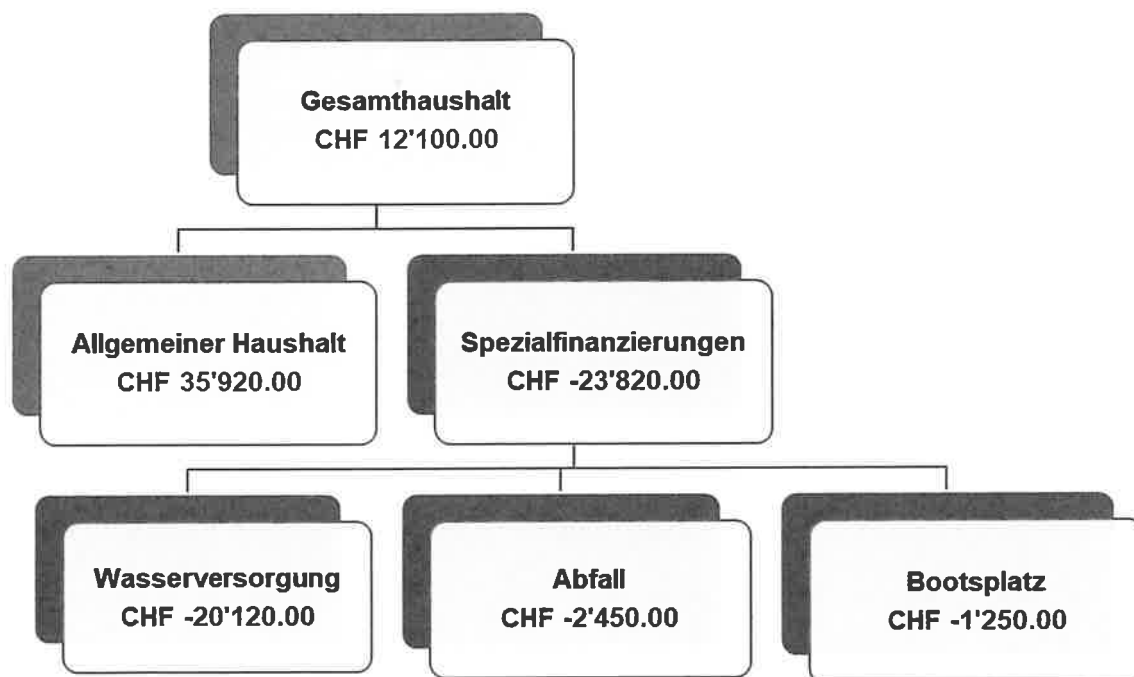 Gesamthaushalt
CHF 12'100.00
Allgemeiner Haushalt
CHF 35'920.00
Spezialfinanzierungen
CHF -23'820.00
Wasserversorgung
CHF -20'120.00
Abfall
CHF -2'450.00
Bootsplatz
CHF -1'250.00